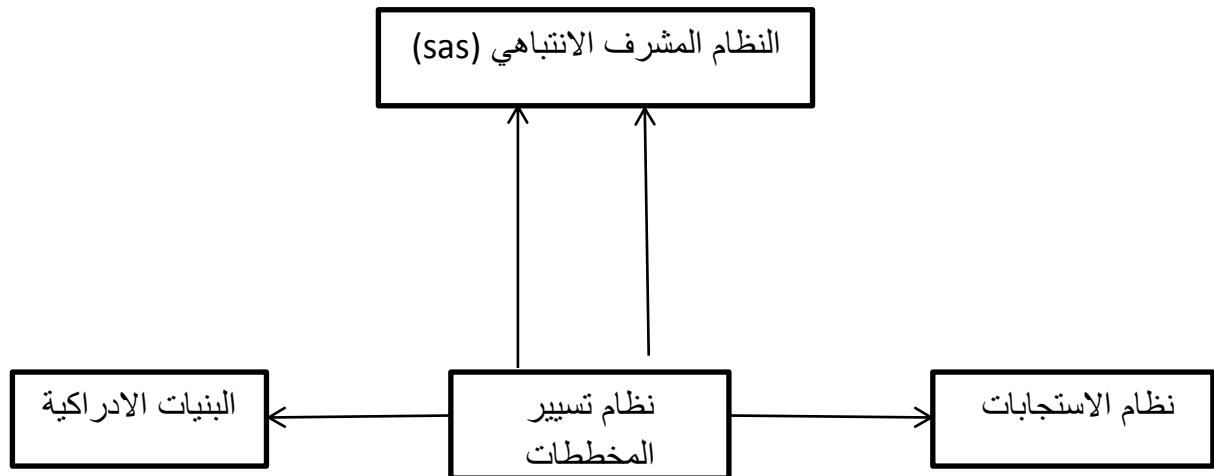 النظام المشرف الانتباهي (sas)
نظام الاستجابات
نظام تسيير
المخططات
البنيات الادراكية